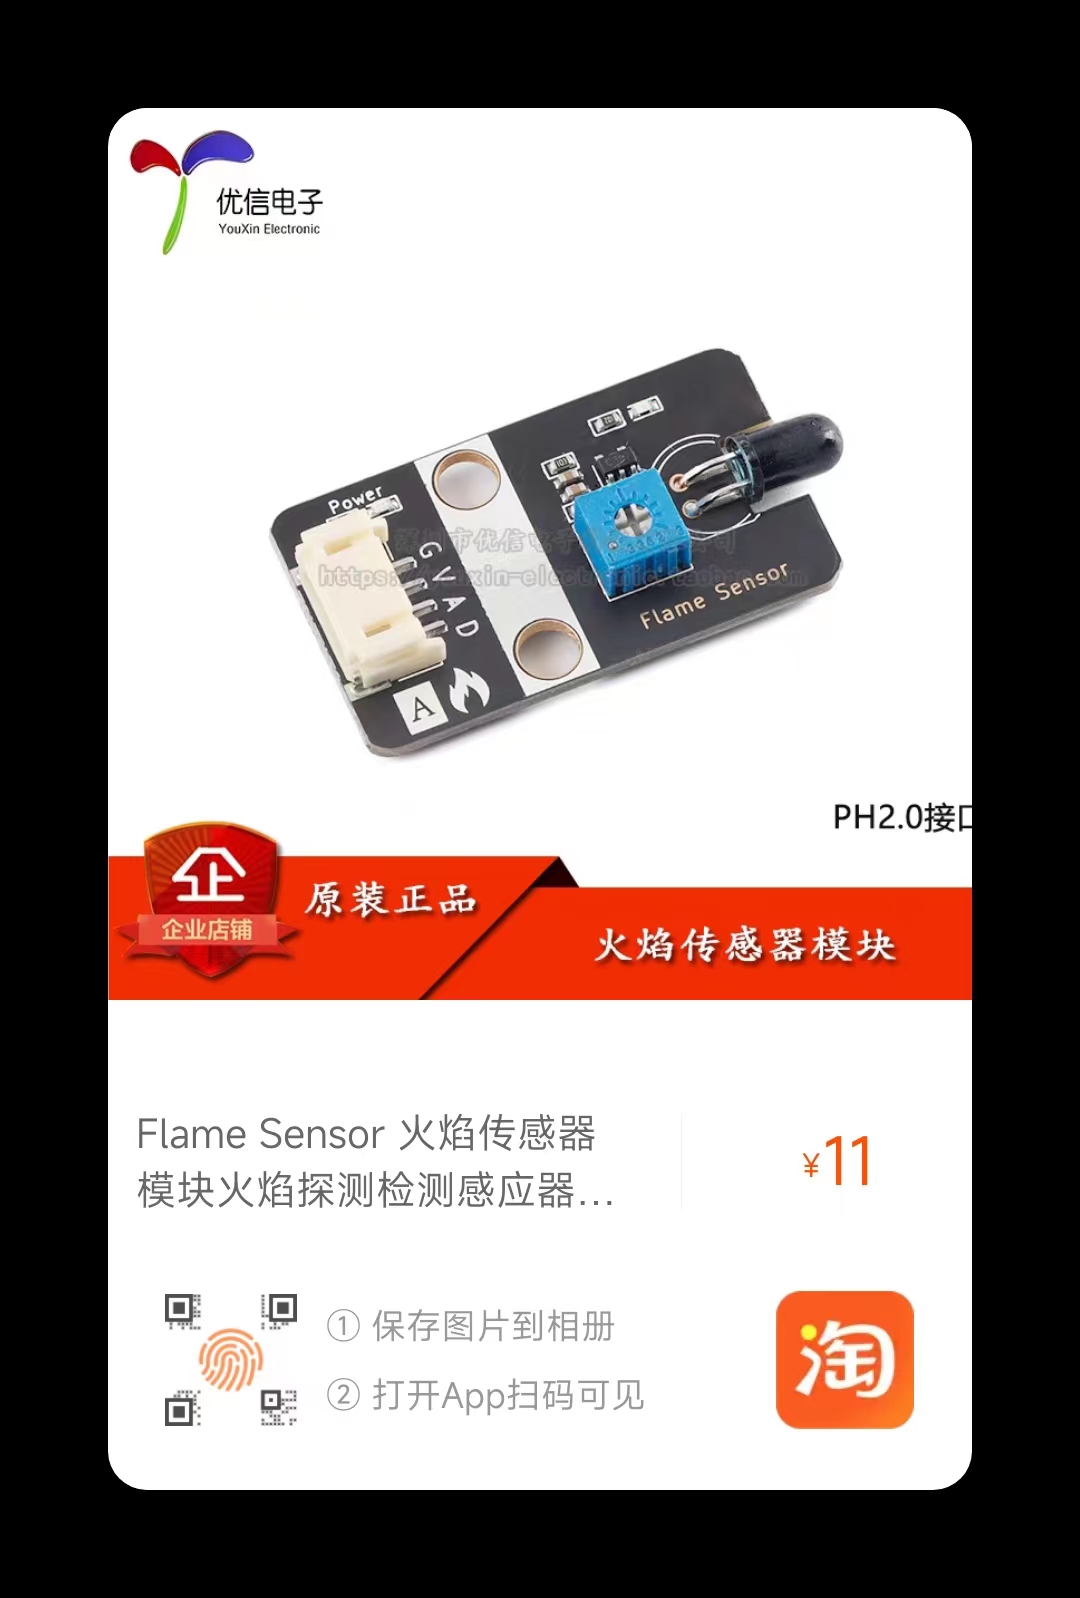 优信电子
YouXin Electronic
Power
G
V
A
D
A
Flame Sensor
PH2.0接口
企
企业店铺
原装正品
火焰传感器模块
Flame Sensor 火焰传感器
模块火焰探测检测感应器...
¥11
① 保存图片到相册
② 打开App扫码可见
淘